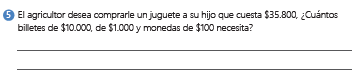 5 El agricultor desea comprarle un juguete a su hijo que cuesta $35.800, ¿Cuántos
billetes de $10.000, de $1.000 y monedas de $100 necesita?